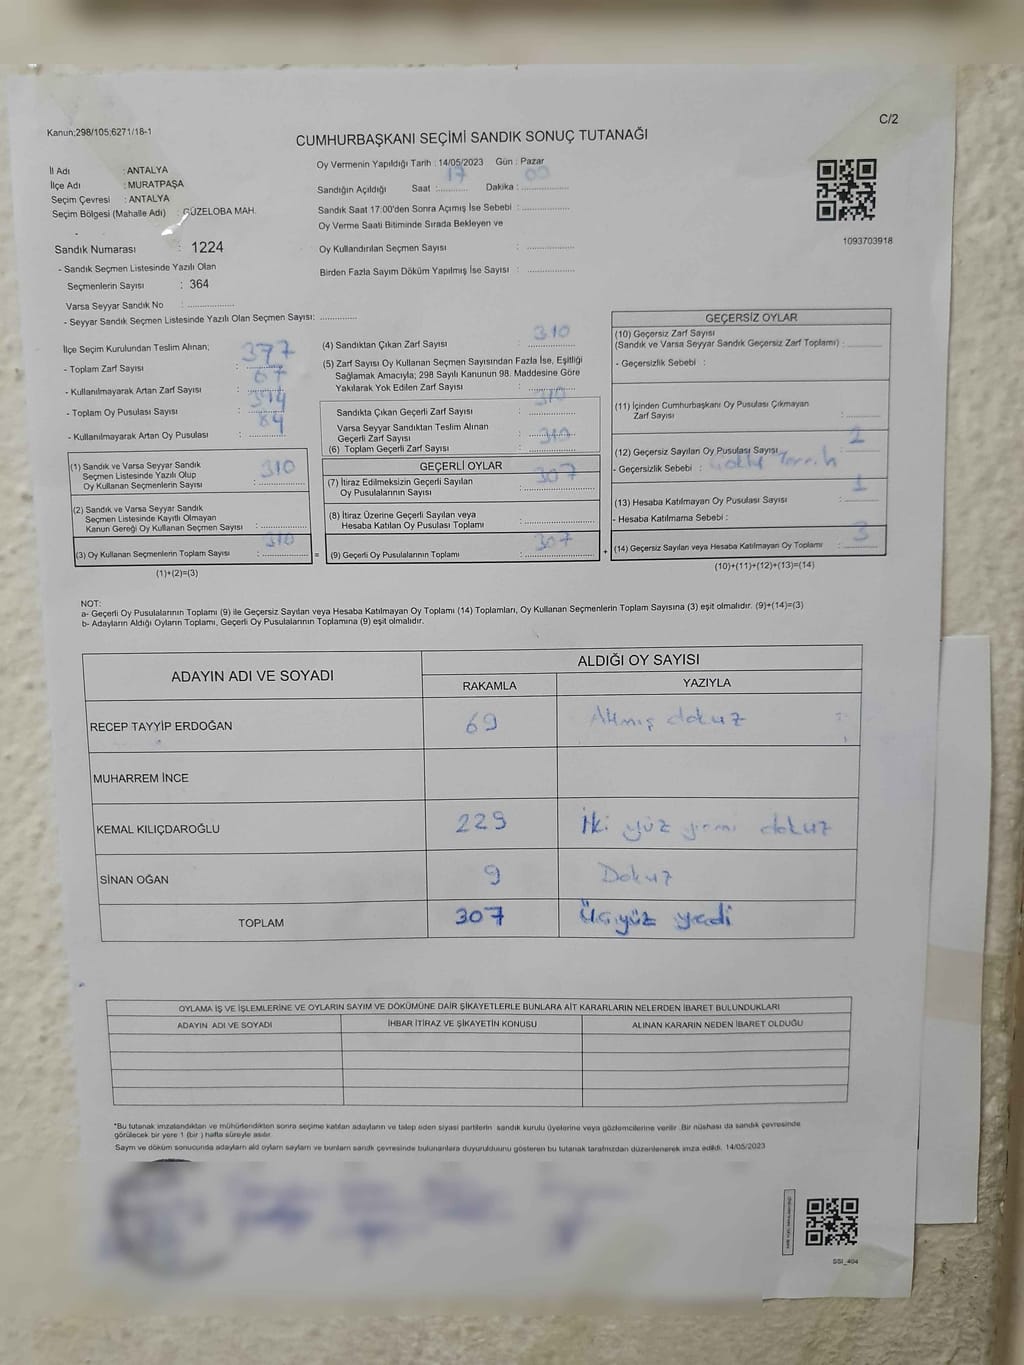 Kanun;298/105;6271/18-1
C/2
CUMHURBAŞKANI SEÇİMİ SANDIK SONUÇ TUTANAĞI
İl Adı : ANTALYA
İlçe Adı : MURATPAŞA
Seçim Çevresi : ANTALYA
Seçim Bölgesi (Mahalle Adı) : GÜZELOBA MAH.
Sandık Numarası : 1224
- Sandık Seçmen Listesinde Yazılı Olan
Seçmenlerin Sayısı : 364
Varsa Seyyar Sandık No : ..................
- Seyyar Sandık Seçmen Listesinde Yazılı Olan Seçmen Sayısı: ..............
Oy Vermenin Yapıldığı Tarih : 14/05/2023 Gün : Pazar
Sandığın Açıldığı Saat : 17 Dakika : 00
Sandık Saat 17:00'den Sonra Açımış İse Sebebi : ..................
Oy Verme Saati Bitiminde Sırada Bekleyen ve
Oy Kullandırılan Seçmen Sayısı : ..................
Birden Fazla Sayım Döküm Yapılmış İse Sayısı : ..................
1093703918
İlçe Seçim Kurulundan Teslim Alınan;
- Toplam Zarf Sayısı : 377
- Kullanılmayarak Artan Zarf Sayısı : 67
- Toplam Oy Pusulası Sayısı : 394
- Kullanılmayarak Artan Oy Pusulası : 84
(1) Sandık ve Varsa Seyyar Sandık
Seçmen Listesinde Yazılı Olup
Oy Kullanan Seçmenlerin Sayısı : 310
(2) Sandık ve Varsa Seyyar Sandık
Seçmen Listesinde Kayıtlı Olmayan
Kanun Gereği Oy Kullanan Seçmen Sayısı : ..............
(3) Oy Kullanan Seçmenlerin Toplam Sayısı : 310
(1)+(2)=(3)
(4) Sandıktan Çıkan Zarf Sayısı : 310
(5) Zarf Sayısı Oy Kullanan Seçmen Sayısından Fazla İse, Eşitliği
Sağlamak Amacıyla; 298 Sayılı Kanunun 98. Maddesine Göre
Yakılarak Yok Edilen Zarf Sayısı : ..................
Sandıkta Çıkan Geçerli Zarf Sayısı : 310
Varsa Seyyar Sandıktan Teslim Alınan
Geçerli Zarf Sayısı : ..............
(6) Toplam Geçerli Zarf Sayısı : 310
GEÇERLİ OYLAR
(7) İtiraz Edilmeksizin Geçerli Sayılan
Oy Pusulalarının Sayısı : 307
(8) İtiraz Üzerine Geçerli Sayılan veya
Hesaba Katılan Oy Pusulası Toplamı : ..................
= (9) Geçerli Oy Pusulalarının Toplamı : 307
GEÇERSİZ OYLAR
(10) Geçersiz Zarf Sayısı
(Sandık ve Varsa Seyyar Sandık Geçersiz Zarf Toplamı) : ..........
- Geçersizlik Sebebi :
(11) İçinden Cumhurbaşkanı Oy Pusulası Çıkmayan
Zarf Sayısı : ..........
(12) Geçersiz Sayılan Oy Pusulası Sayısı : 2
- Geçersizlik Sebebi :
(13) Hesaba Katılmayan Oy Pusulası Sayısı : 1
- Hesaba Katılmama Sebebi :
+ (14) Geçersiz Sayılan veya Hesaba Katılmayan Oy Toplamı : 3
(10)+(11)+(12)+(13)=(14)
NOT:
a- Geçerli Oy Pusulalarının Toplamı (9) ile Geçersiz Sayılan veya Hesaba Katılmayan Oy Toplamı (14) Toplamları, Oy Kullanan Seçmenlerin Toplam Sayısına (3) eşit olmalıdır. (9)+(14)=(3)
b- Adayların Aldığı Oyların Toplamı, Geçerli Oy Pusulalarının Toplamına (9) eşit olmalıdır.
ADAYIN ADI VE SOYADI
ALDIĞI OY SAYISI
RAKAMLA YAZIYLA
RECEP TAYYİP ERDOĞAN 69 Altmış dokuz
MUHARREM İNCE
KEMAL KILIÇDAROĞLU 229 İki yüz yirmi dokuz
SİNAN OĞAN 9 Dokuz
TOPLAM 307 Üçyüz yedi
OYLAMA İŞ VE İŞLEMLERİNE VE OYLARIN SAYIM VE DÖKÜMÜNE DAİR ŞİKAYETLERLE BUNLARA AİT KARARLARIN NELERDEN İBARET BULUNDUKLARI
ADAYIN ADI VE SOYADI İHBAR İTİRAZ VE ŞİKAYETİN KONUSU ALINAN KARARIN NEDEN İBARET OLDUĞU
*Bu tutanak imzalandıktan ve mühürlendikten sonra seçime katılan adayların ve talep eden siyasi partilerin sandık kurulu üyelerine veya gözlemcilerine verilir. Bir nüshası da sandık çevresinde
görülecek bir yere 1 (bir ) hafta süreyle asılır.
Sayım ve döküm sonucunda adayların ald oyların sayların ve bunların sandk çevresinde bulunanlara duyurulduunu gösteren bu tutanak tarafmzdan düzenlenerek imza edildi. 14/05/2023
SSI_404